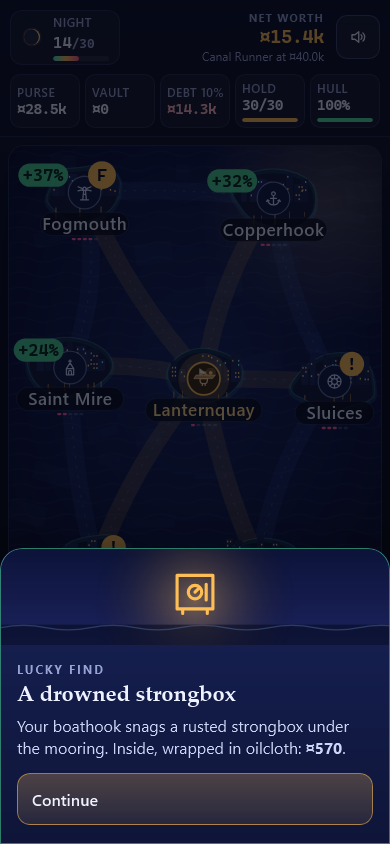 NIGHT
14/30
NET WORTH
¤15.4k
Canal Runner at ¤40.0k
PURSE
¤28.5k
VAULT
¤0
DEBT 10%
¤14.3k
HOLD
30/30
HULL
100%
+37%
F
Fogmouth
+32%
Copperhook
+24%
Saint Mire
Lanternquay
!
Sluices
!
LUCKY FIND
A drowned strongbox
Your boathook snags a rusted strongbox under
the mooring. Inside, wrapped in oilcloth: ¤570.
Continue